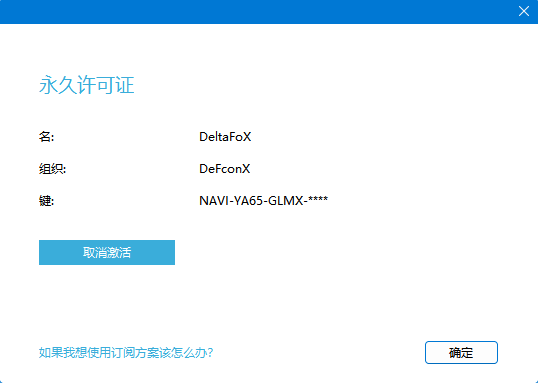 永久许可证
名: DeltaFoX
组织: DeFconX
键: NAVI-YA65-GLMX-****
取消激活
如果我想使用订阅方案该怎么办?
确定